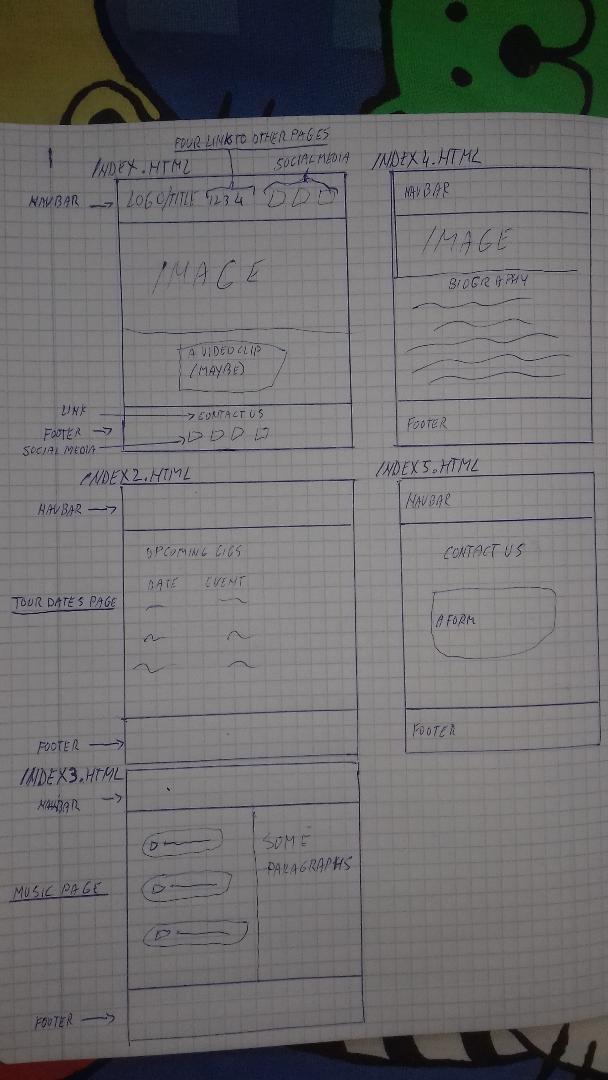 FOUR LINKS TO OTHER PAGES
SOCIAL MEDIA
INDEX.HTML
NAVBAR
LOGO/TITLE 1234
IMAGE
A VIDEO CLIP
(MAYBE)
LINK
CONTACT US
FOOTER
SOCIAL MEDIA
INDEX4.HTML
NAVBAR
IMAGE
BIOGRAPHY
FOOTER
INDEX2.HTML
NAVBAR
UPCOMING GIGS
DATE EVENT
TOUR DATES PAGE
FOOTER
INDEX5.HTML
NAVBAR
CONTACT US
A FORM
FOOTER
INDEX3.HTML
NAVBAR
SOME
PARAGRAPHS
MUSIC PAGE
FOOTER